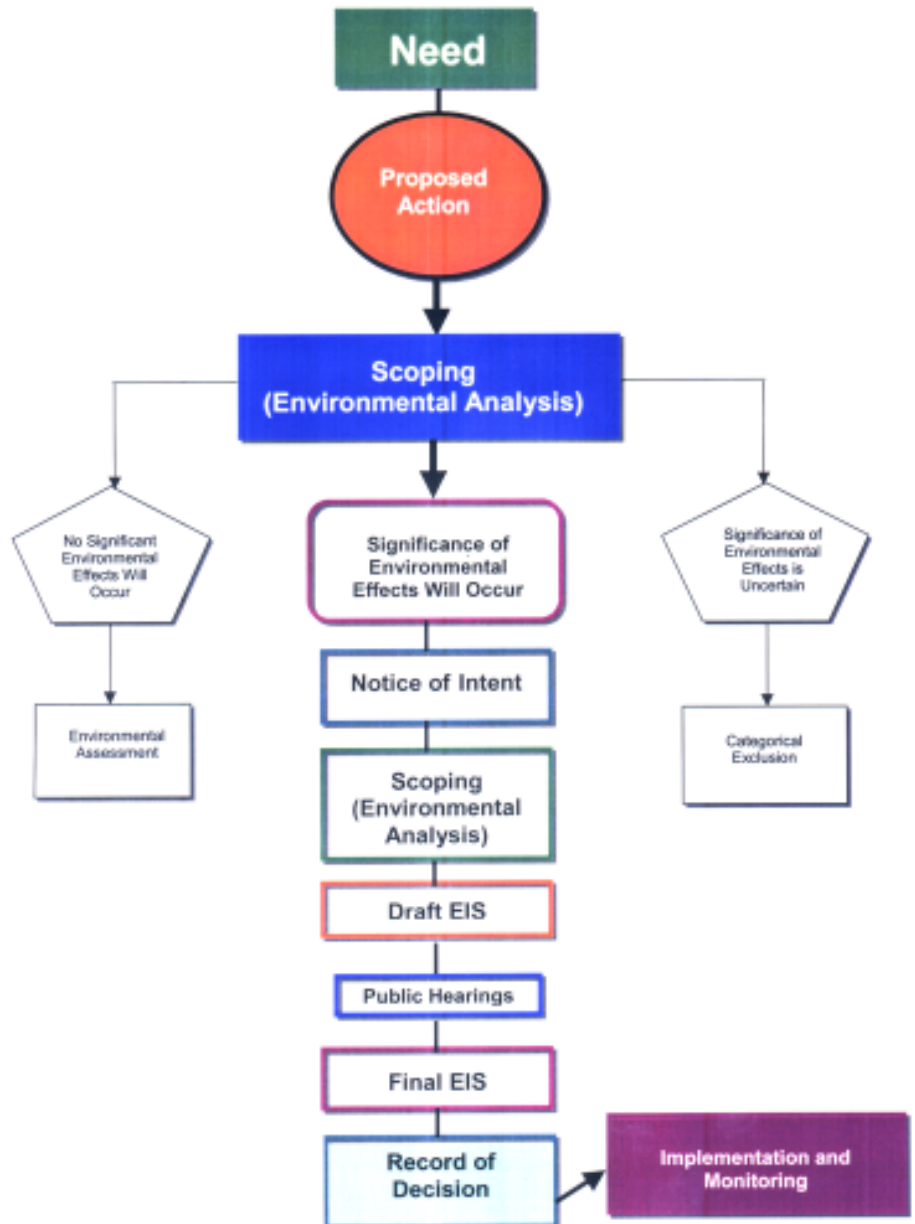 Need
Proposed
Action
Scoping
(Environmental Analysis)
No Significant
Environmental
Effects Will
Occur
Significance of
Environmental
Effects Will Occur
Significance of
Environmental
Effects is
Uncertain
Notice of Intent
Environmental
Assessment
Categorical
Exclusion
Scoping
(Environmental
Analysis)
Draft EIS
Public Hearings
Final EIS
Record of
Decision
Implementation and
Monitoring